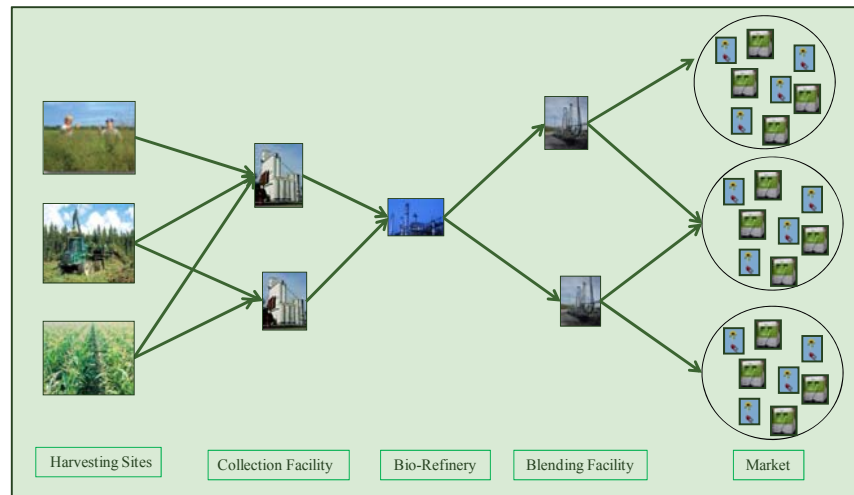 Harvesting Sites
Collection Facility
Bio-Refinery
Blending Facility
Market